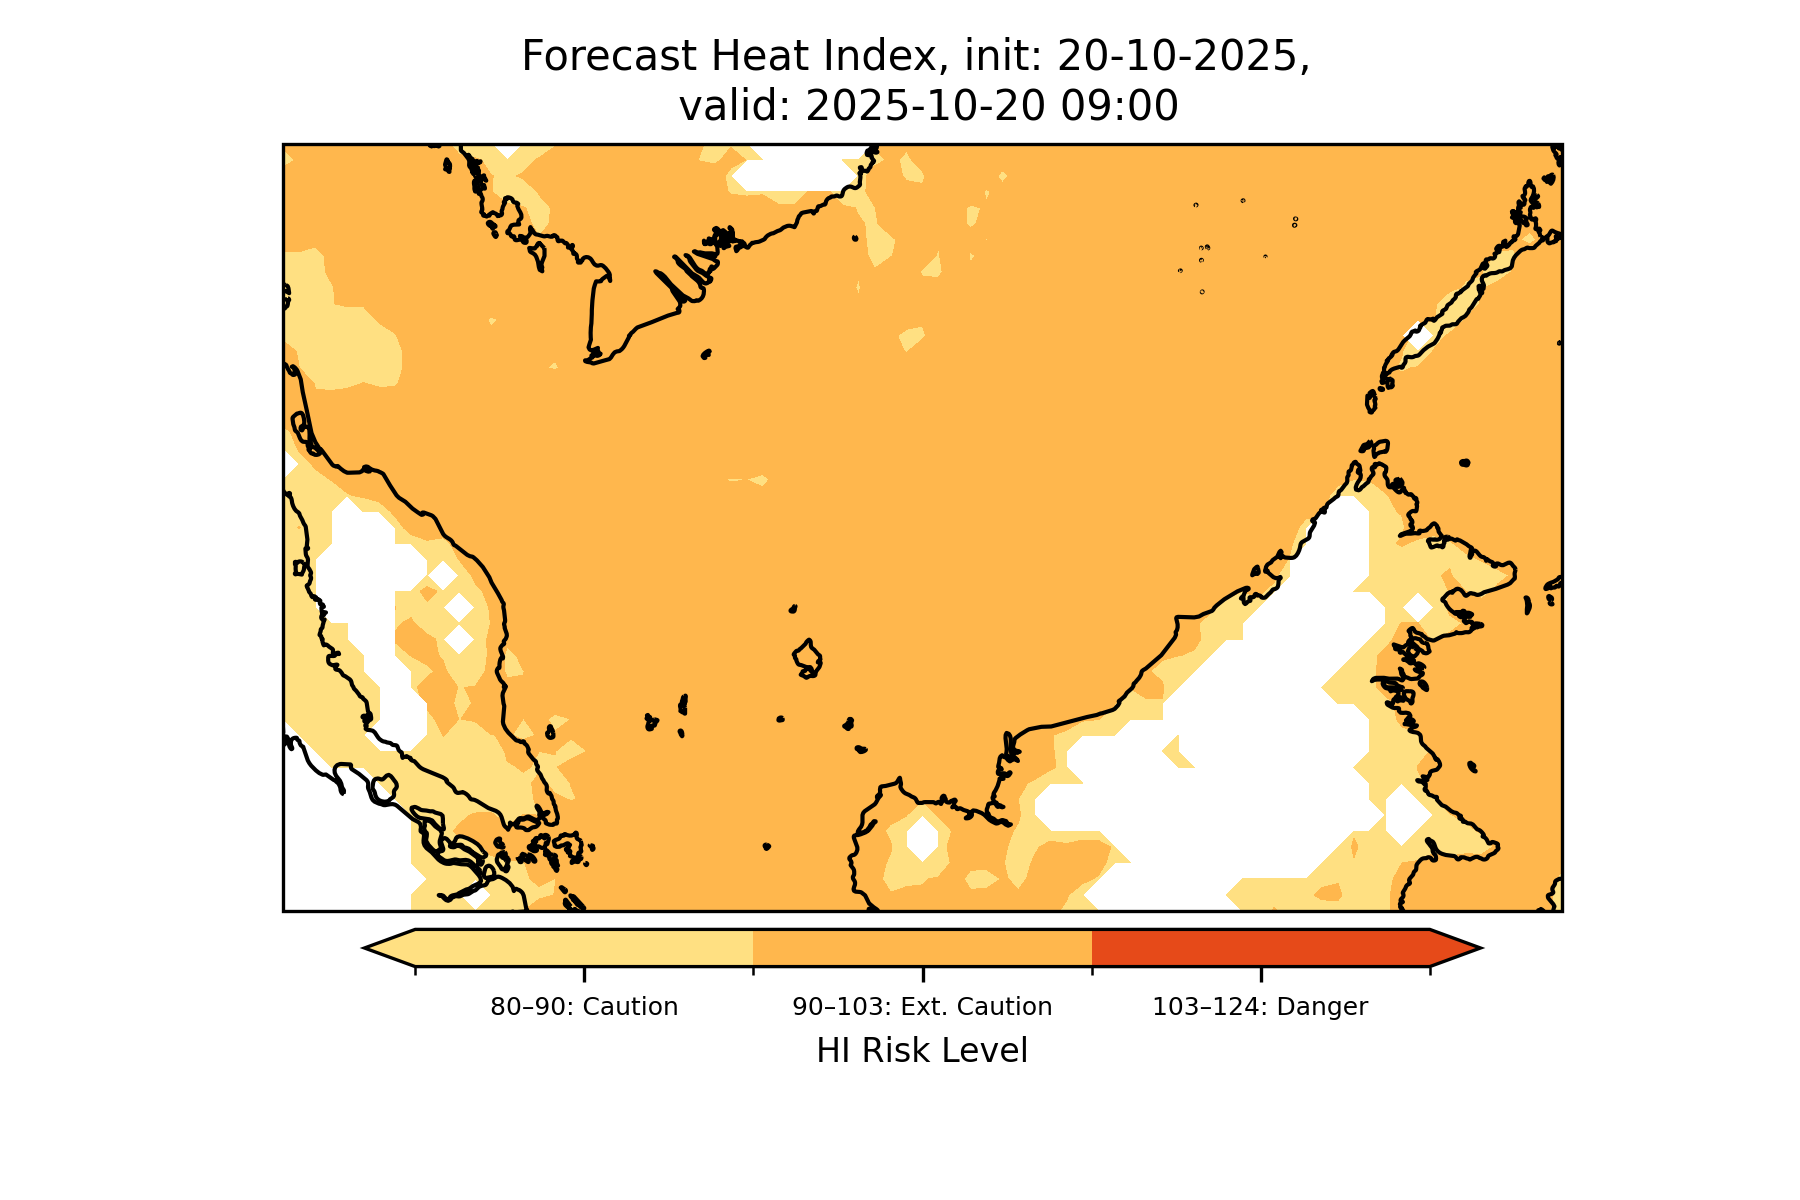 Forecast Heat Index, init: 20-10-2025,
valid: 2025-10-20 09:00
80–90: Caution
90–103: Ext. Caution
103–124: Danger
HI Risk Level